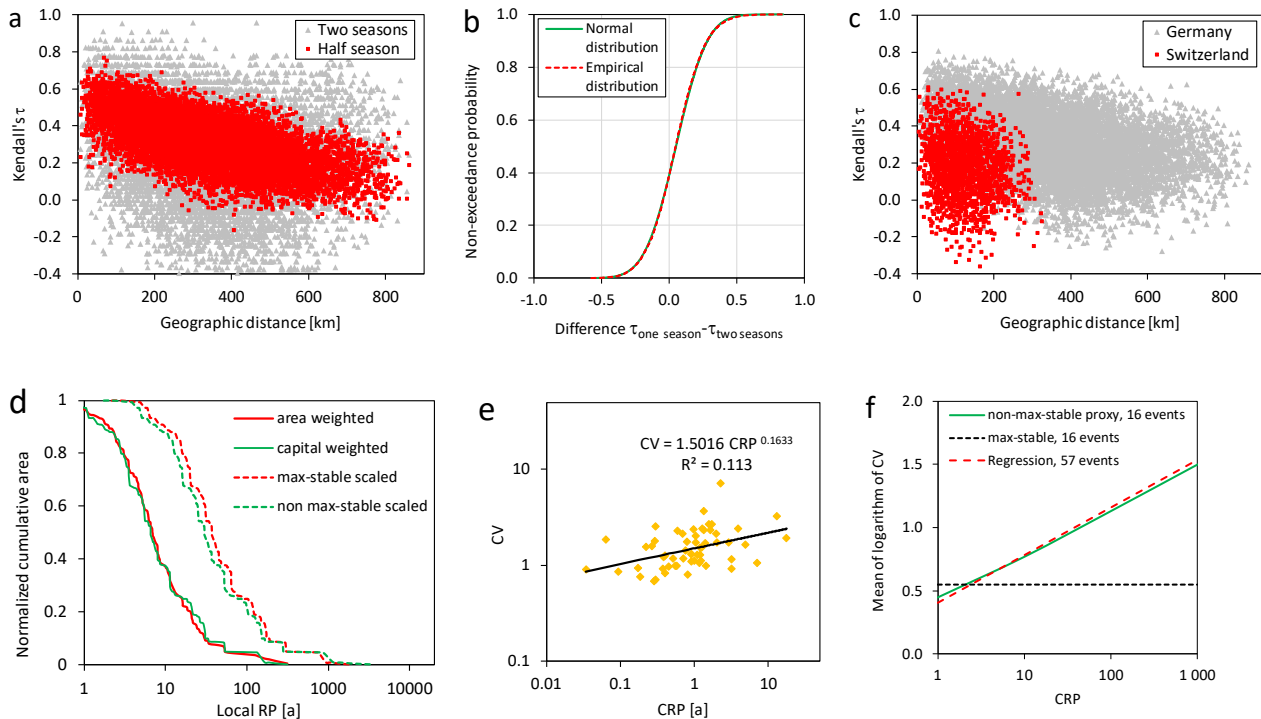 a
Kendall's τ
1.0
0.8
0.6
0.4
0.2
0.0
-0.2
-0.4
0
200
400
600
800
Geographic distance [km]
Two seasons
Half season
b
Non-exceedance probability
1.0
0.8
0.6
0.4
0.2
0.0
-1.0
-0.5
0.0
0.5
1.0
Difference τone season-τtwo seasons
Normal
distribution
Empirical
distribution
c
Kendall's τ
1.0
0.8
0.6
0.4
0.2
0.0
-0.2
-0.4
0
200
400
600
800
Geographic distance [km]
Germany
Switzerland
d
Normalized cumulative area
1
0.8
0.6
0.4
0.2
0
1
10
100
1000
10000
Local RP [a]
area weighted
capital weighted
max-stable scaled
non max-stable scaled
e
CV
10
1
0.1
0.01
0.1
1
10
CRP [a]
CV = 1.5016 CRP 0.1633
R² = 0.113
f
Mean of logarithm of CV
2.0
1.5
1.0
0.5
0.0
1
10
100
1 000
CRP
non-max-stable proxy, 16 events
max-stable, 16 events
Regression, 57 events